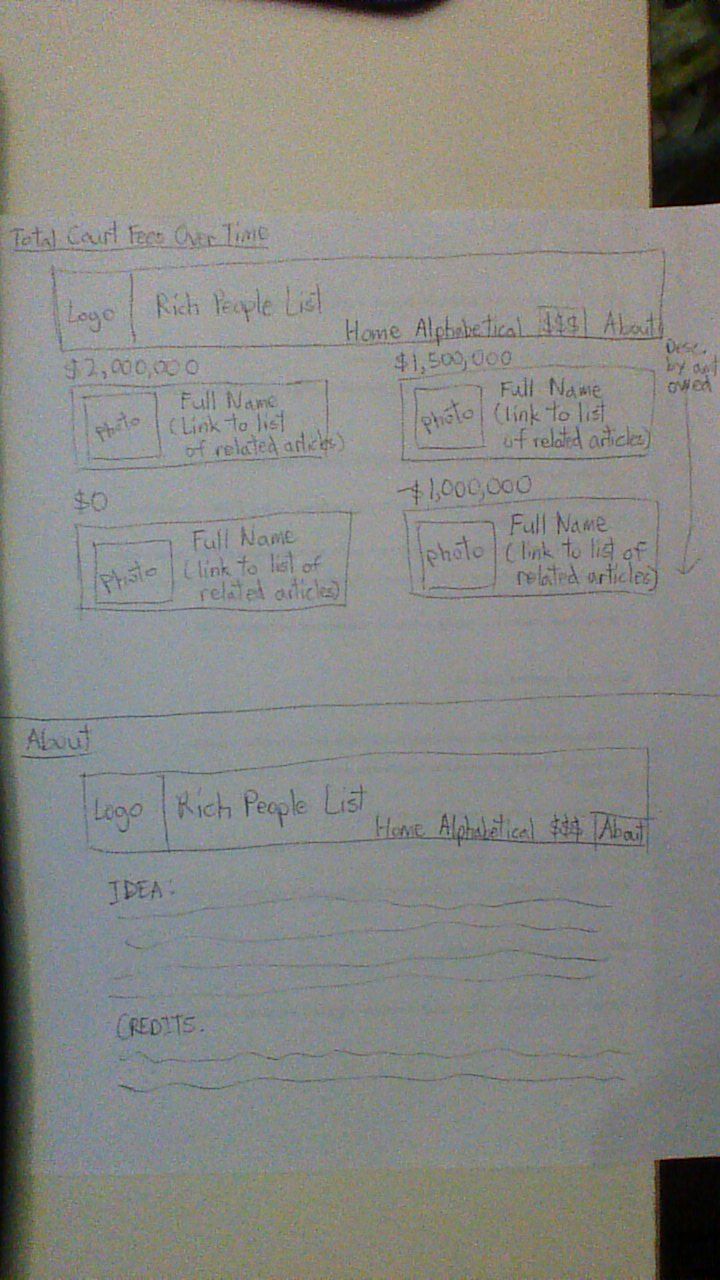 Total Court Fees Over Time
Logo
Rich People List
Home Alphabetical $$$ About
Desc.
by amt
owed
$2,000,000
photo
Full Name
(Link to list
of related articles)
$1,500,000
photo
Full Name
(link to list
of related articles)
$0
photo
Full Name
(link to list of
related articles)
-$1,000,000
photo
Full Name
(link to list of
related articles)
About
Logo
Rich People List
Home Alphabetical $$$ About
IDEA:
CREDITS.